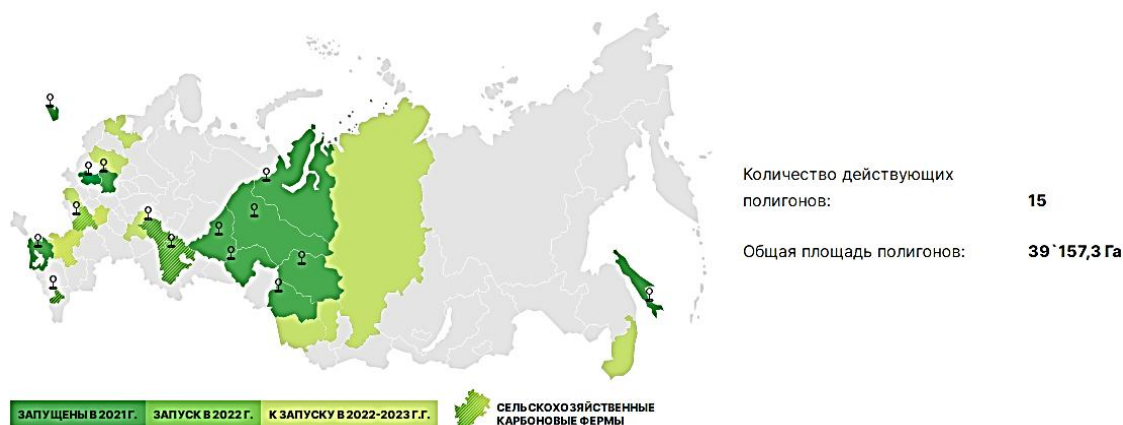 Количество действующих
полигонов: 15
Общая площадь полигонов: 39`157,3 Га
ЗАПУЩЕНЫ В 2021 Г. ЗАПУСК В 2022 Г. К ЗАПУСКУ В 2022-2023 Г.Г.
СЕЛЬСКОХОЗЯЙСТВЕННЫЕ
КАРБОНОВЫЕ ФЕРМЫ